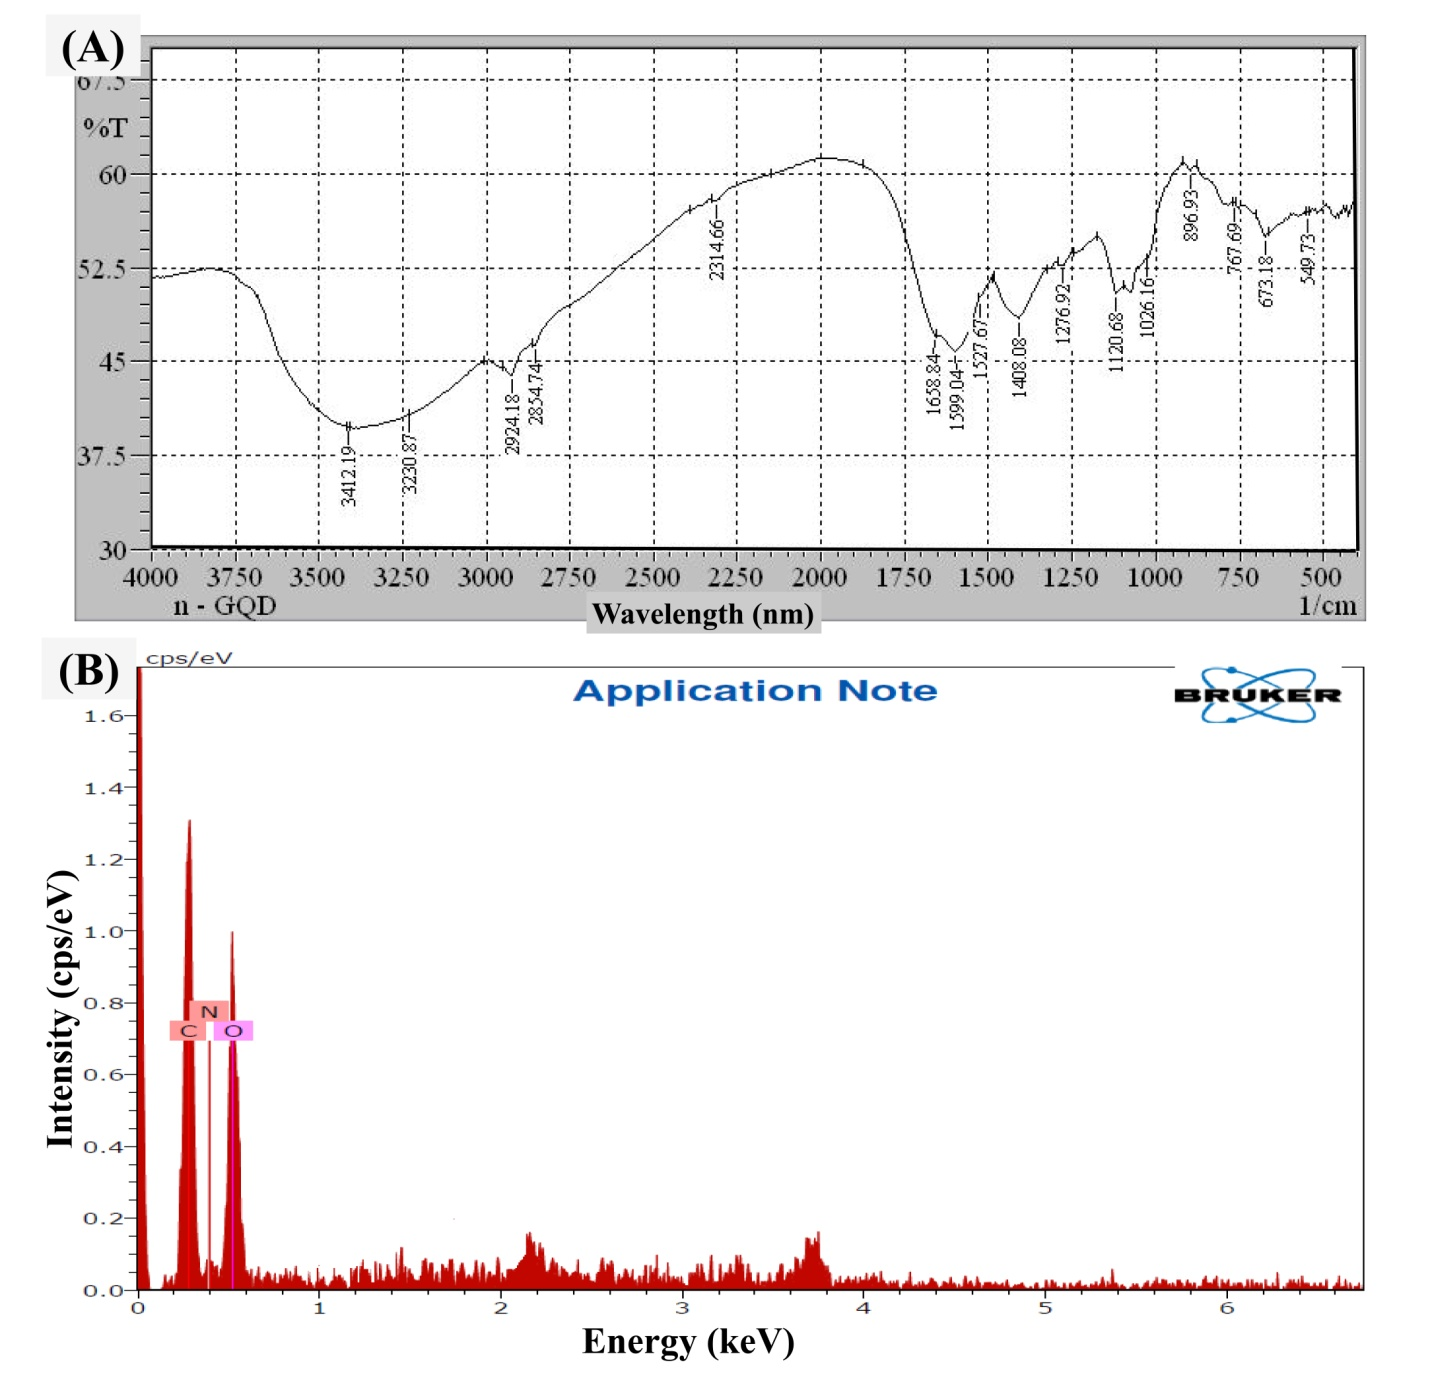 (A)
67.5
%T
60
52.5
45
37.5
30
2314.66
3412.19
3230.87
2924.18
2854.74
1658.84
1599.04
1527.67
1408.08
1276.92
1120.68
1026.16
896.93
767.69
673.18
549.73
4000 3750 3500 3250 3000 2750 2500 2250 2000 1750 1500 1250 1000 750 500
n - GQD
Wavelength (nm)
1/cm
(B)
cps/eV
Application Note
BRUKER
1.6
1.4
1.2
1.0
0.8
0.6
0.4
0.2
0.0
Intensity (cps/eV)
N
C O
0 1 2 3 4 5 6
Energy (keV)